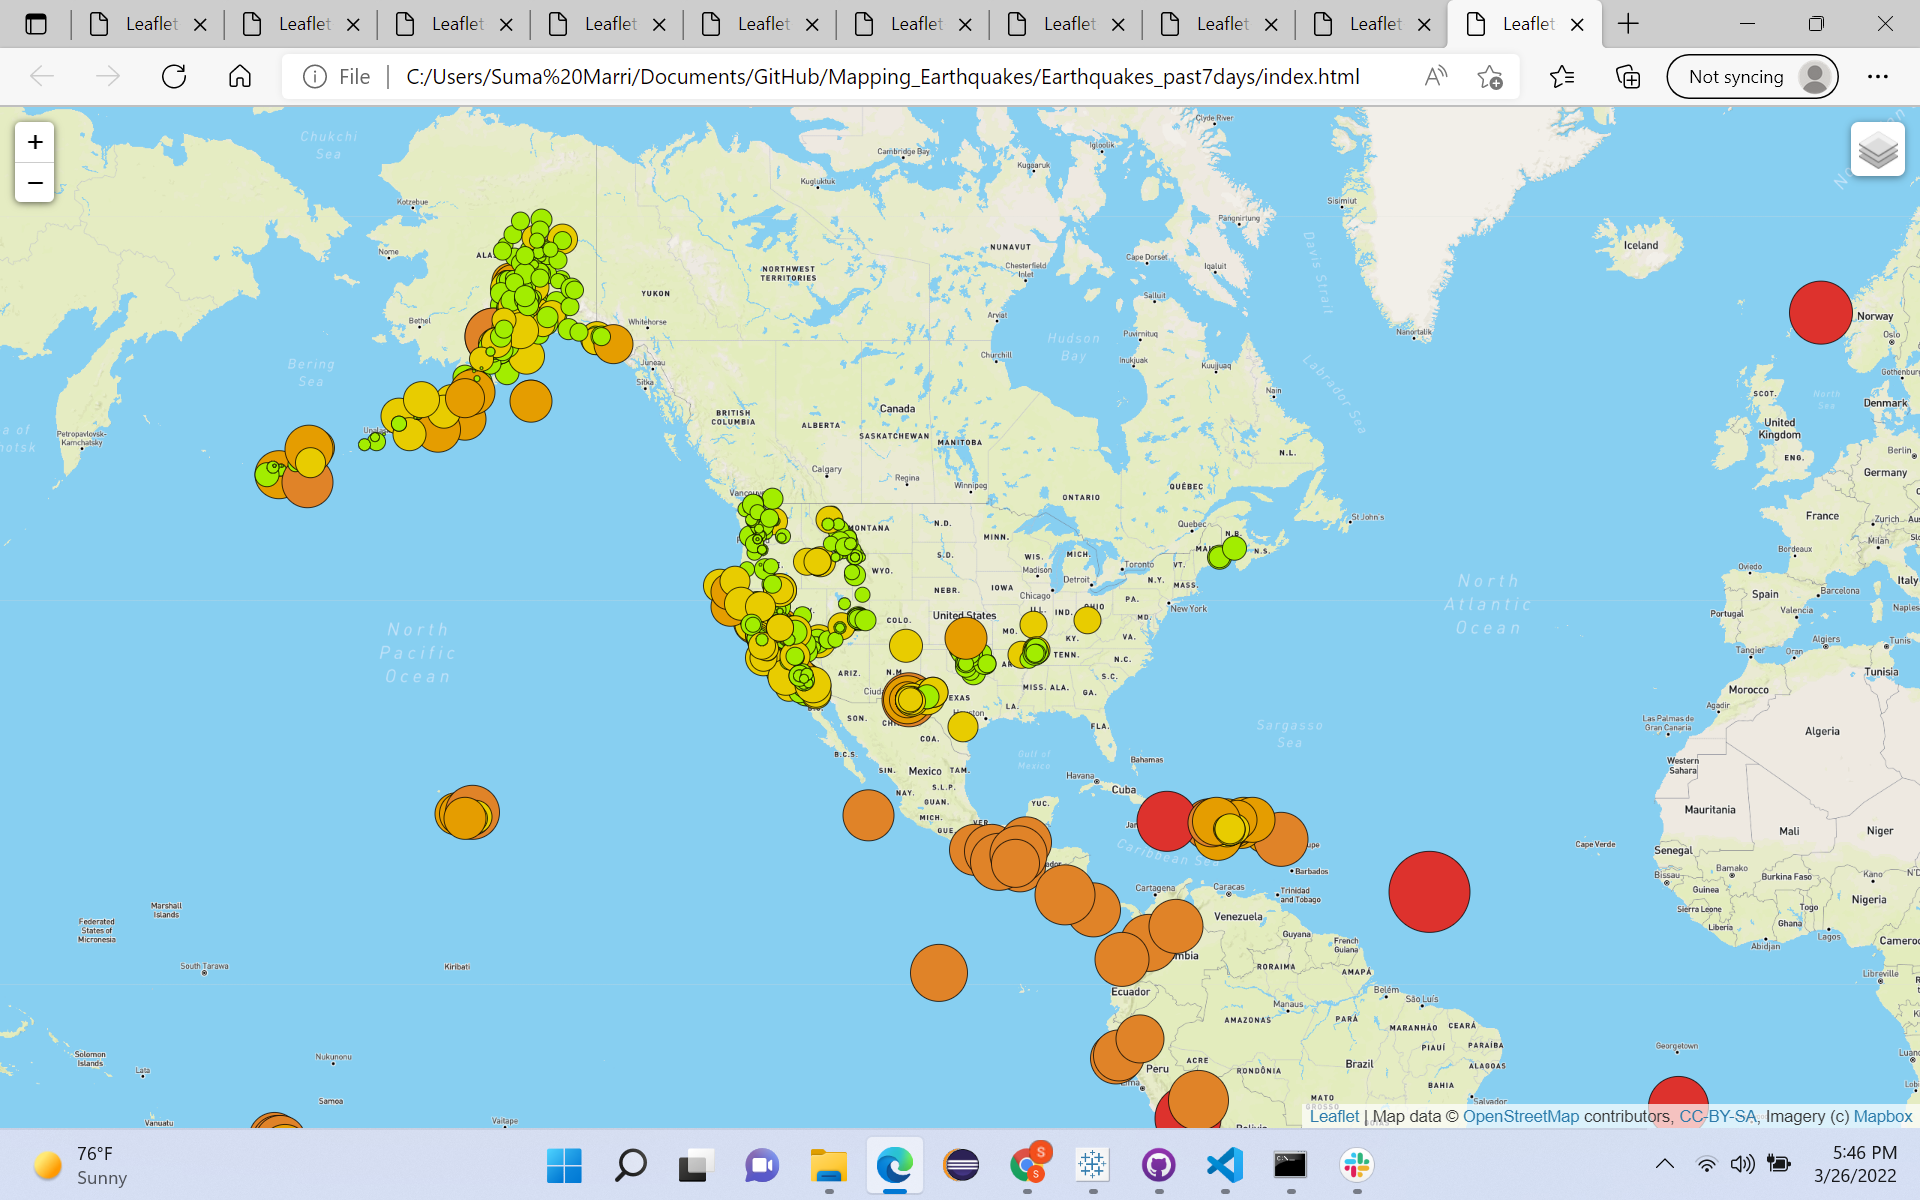 Leaflet
Leaflet
Leaflet
Leaflet
Leaflet
Leaflet
Leaflet
Leaflet
Leaflet
Leaflet
File
C:/Users/Suma%20Marri/Documents/GitHub/Mapping_Earthquakes/Earthquakes_past7days/index.html
Not syncing
+
−
Chukchi
Sea
Clyde River
Cambridge Bay
Igloolik
Kugaaruk
Kugluktuk
Kotzebue
Sisimiut
Pangnirtung
Nome
NUNAVUT
Cape Dorset
Iqaluit
Davis Strait
Iceland
NORTHWEST
TERRITORIES
Chesterfield
Inlet
YUKON
Salluit
Bethel
Whitehorse
Arviat
Norway
Oslo
Nanortalik
Hudson
Bay
Puvirnituq
Churchill
Inukjuak
Kuujjuaq
Juneau
Sitka
Bering
Sea
Labrador Sea
Nain
Gothenburg
SCOT.
North
Sea
Denmark
BRITISH
COLUMBIA
Canada
ALBERTA
SASKATCHEWAN
MANITOBA
United
Kingdom
Petropavlovsk-
Kamchatsky
N.L.
Berlin
ENG.
Germany
Calgary
Regina
Winnipeg
QUÉBEC
ONTARIO
St John's
France
Zurich
Quebec
N.B.
N.S.
MONTANA
N.D.
MINN.
Milan
Bordeaux
S.D.
WIS.
MICH.
Toronto
VT.
Madison
Detroit
N.Y.
MASS.
WYO.
Oviedo
Italy
NEBR.
IOWA
Chicago
Spain
Barcelona
Portugal
Valencia
Naples
ILL.
IND.
OHIO
PA.
New York
North
Atlantic
Ocean
United States
COLO.
MO.
KY.
VA.
MD.
North
Pacific
Ocean
Algiers
Tunis
Tangier
Oran
TENN.
N.C.
ARIZ.
N.M.
S.C.
Tunisia
MISS.
ALA.
GA.
Morocco
Agadir
SON.
LA.
FLA.
Las Palmas de
Gran Canaria
COA.
Sargasso
Sea
Algeria
B.C.S.
Gulf of
Mexico
Bahamas
Western
Sahara
SIN.
Mexico
TAM.
Havana
S.L.P.
Cuba
NAY.
GUAN.
YUC.
Mauritania
MICH.
VER.
GUE.
Mali
Niger
Cape Verde
Senegal
Caribbean Sea
Barbados
Bamako
Kano
Bissau
Burkina Faso
Cartagena
Caracas
Trinidad
and Tobago
Guinea
Togo
Nigeria
Marshall
Islands
Sierra Leone
Venezuela
Liberia
Ghana
Lagos
Federated
States of
Micronesia
Guyana
French
Guiana
Abidjan
RORAIMA
AMAPÁ
Libreville
South Tarawa
Kiribati
Ecuador
Belém
São Luís
Manaus
AMAZONAS
PARÁ
MARANHÃO
CEARÁ
PIAUÍ
PARAÍBA
Solomon
Islands
Nukunonu
Lata
ACRE
Peru
RONDÔNIA
Brazil
ALAGOAS
Georgetown
BAHIA
Samoa
MATO
GROSSO
Salvador
Vanuatu
Vaitape
Leaflet | Map data © OpenStreetMap contributors, CC-BY-SA, Imagery (c) Mapbox
76°F
Sunny
5:46 PM
3/26/2022